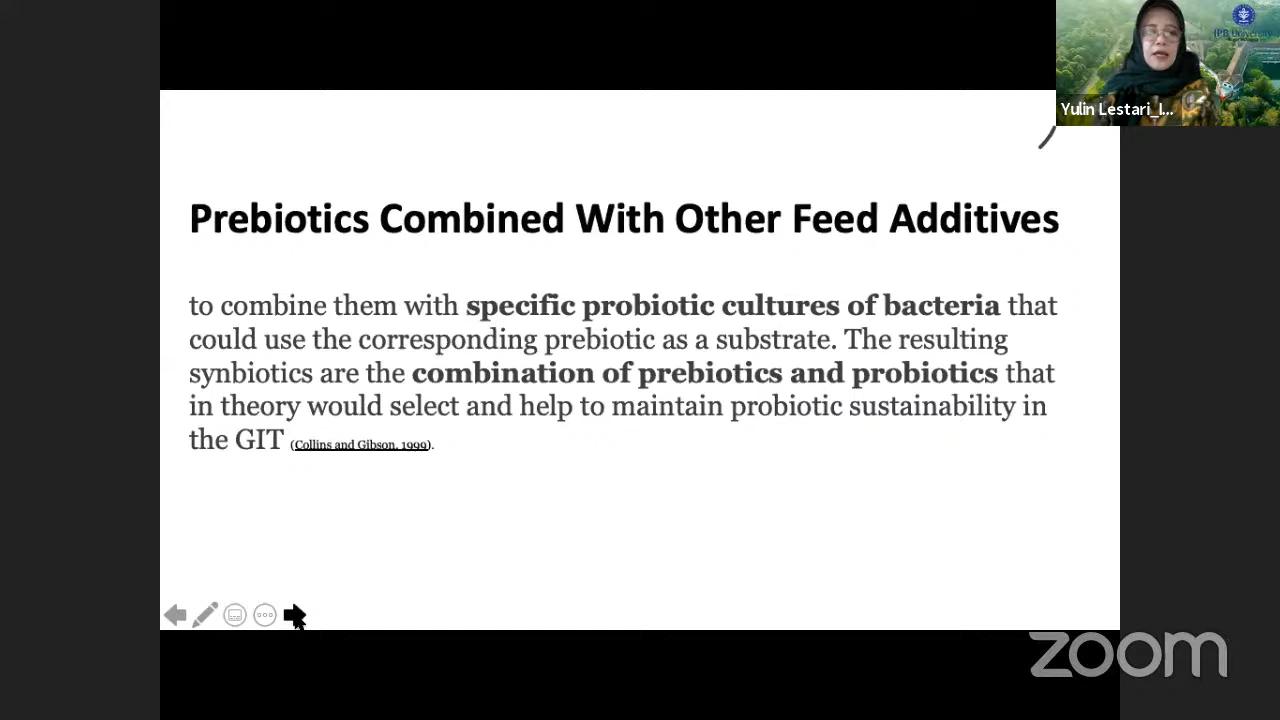 IPB University
Yulin Lestari_I...
Prebiotics Combined With Other Feed Additives
to combine them with specific probiotic cultures of bacteria that
could use the corresponding prebiotic as a substrate. The resulting
synbiotics are the combination of prebiotics and probiotics that
in theory would select and help to maintain probiotic sustainability in
the GIT (Collins and Gibson, 1999).
zoom